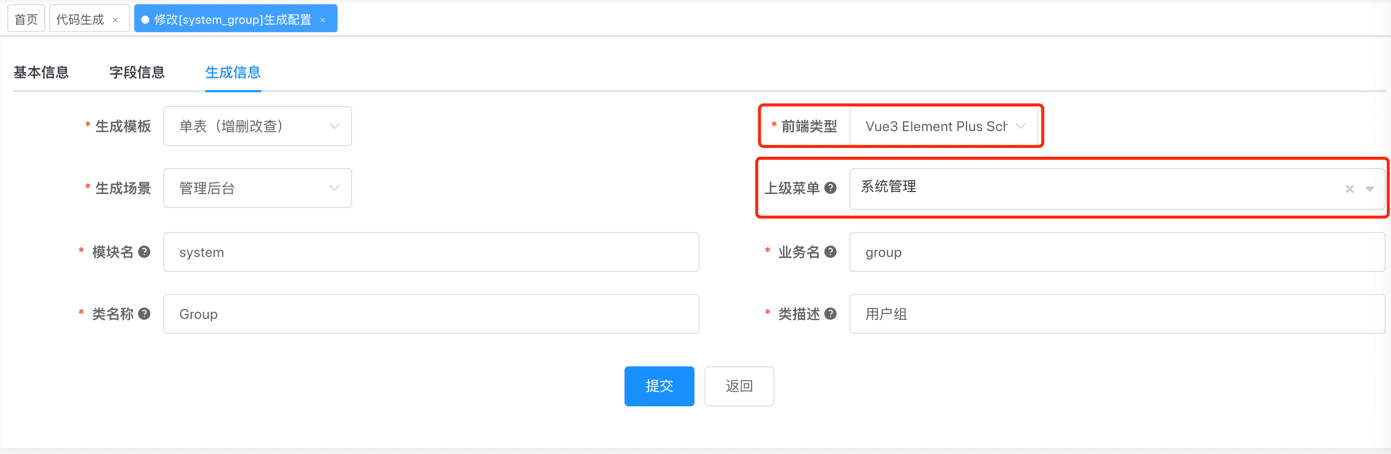 首页 代码生成 × 修改[system_group]生成配置 ×
基本信息 字段信息 生成信息
* 生成模板 单表（增删改查） * 前端类型 Vue3 Element Plus Sch
* 生成场景 管理后台 上级菜单 ? 系统管理 ×
* 模块名 ? system * 业务名 ? group
* 类名称 ? Group * 类描述 ? 用户组
提交 返回